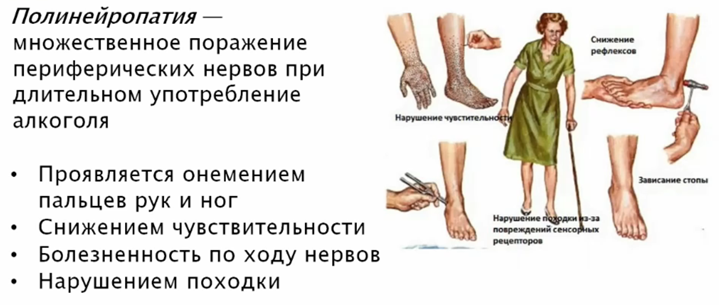 Полинейропатия —
множественное поражение
периферических нервов при
длительном употребление
алкоголя
• Проявляется онемением
пальцев рук и ног
• Снижением чувствительности
• Болезненность по ходу нервов
• Нарушением походки
Снижение
рефлексов
Нарушение чувстительности
Зависание стопы
Нарушение походки из-за
повреждений сенсорных
рецепторов